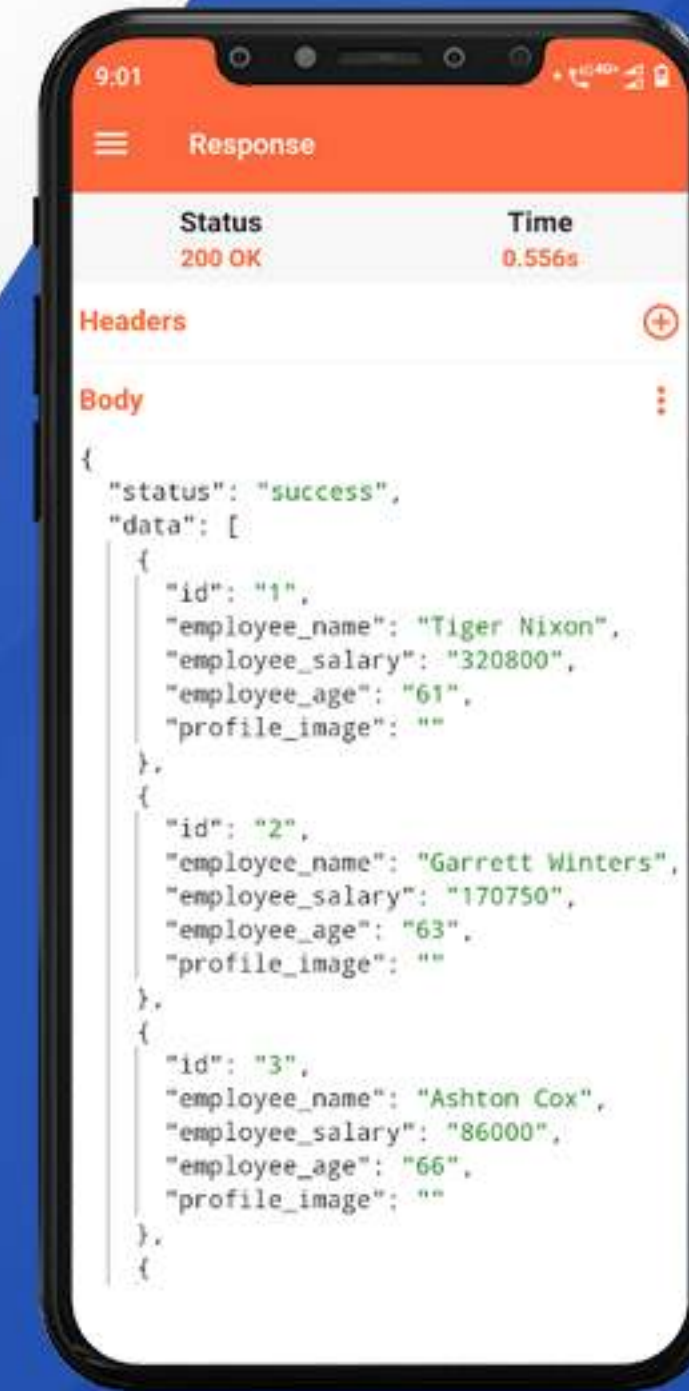 9:01
Response
Status Time
200 OK 0.556s
Headers
Body
{
"status": "success",
"data": [
{
"id": "1",
"employee_name": "Tiger Nixon",
"employee_salary": "320800",
"employee_age": "61",
"profile_image": ""
},
{
"id": "2",
"employee_name": "Garrett Winters",
"employee_salary": "170750",
"employee_age": "63",
"profile_image": ""
},
{
"id": "3",
"employee_name": "Ashton Cox",
"employee_salary": "86000",
"employee_age": "66",
"profile_image": ""
},
{